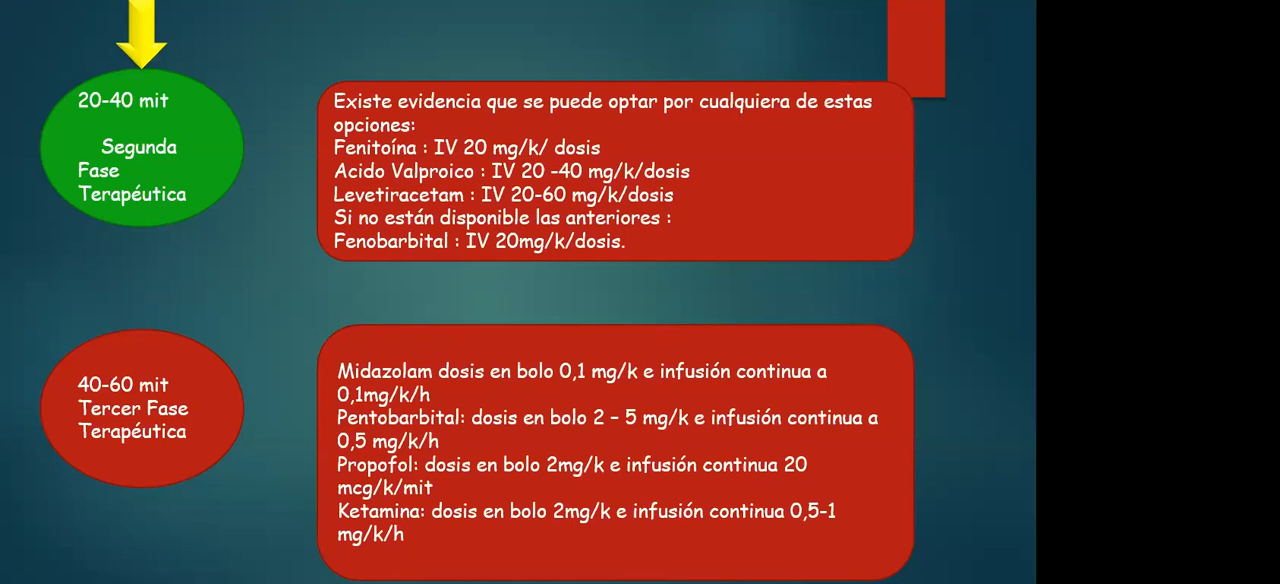 20-40 mit
Segunda
Fase
Terapéutica
Existe evidencia que se puede optar por cualquiera de estas
opciones:
Fenitoína : IV 20 mg/k/ dosis
Acido Valproico : IV 20 -40 mg/k/dosis
Levetiracetam : IV 20-60 mg/k/dosis
Si no están disponible las anteriores :
Fenobarbital : IV 20mg/k/dosis.
40-60 mit
Tercer Fase
Terapéutica
Midazolam dosis en bolo 0,1 mg/k e infusión continua a
0,1mg/k/h
Pentobarbital: dosis en bolo 2 – 5 mg/k e infusión continua a
0,5 mg/k/h
Propofol: dosis en bolo 2mg/k e infusión continua 20
mcg/k/mit
Ketamina: dosis en bolo 2mg/k e infusión continua 0,5-1
mg/k/h